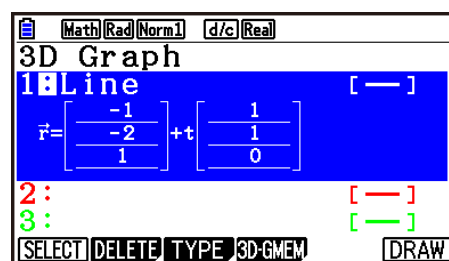 Math Rad Norm1 d/c Real
3D Graph
1:Line [—]
r⃗=[-1 -2 1]+t[1 1 0]
2: [—]
3: [—]
SELECT DELETE TYPE 3D-GMEM DRAW